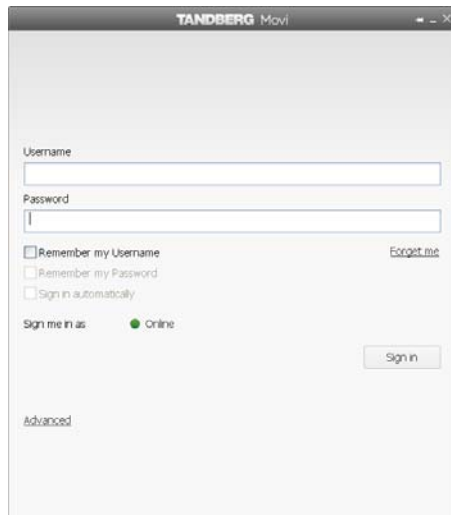 TANDBERG Movi
Username
Password
Remember my Username
Forget me
Remember my Password
Sign in automatically
Sign me in as
Online
Sign in
Advanced